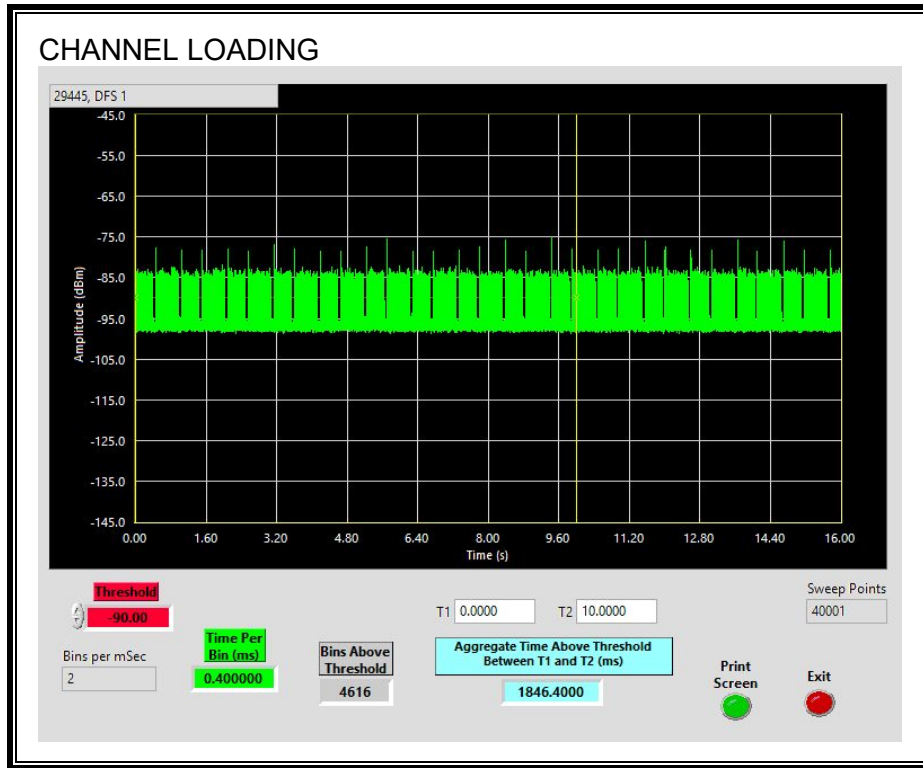 CHANNEL LOADING
29445, DFS 1
-45.0
-55.0
-65.0
-75.0
-85.0
-95.0
-105.0
-115.0
-125.0
-135.0
-145.0
Amplitude (dBm)
0.00 1.60 3.20 4.80 6.40 8.00 9.60 11.20 12.80 14.40 16.00
Time (s)
Threshold
-90.00
Bins per mSec
2
Time Per
Bin (ms)
0.400000
Bins Above
Threshold
4616
T1 0.0000 T2 10.0000
Aggregate Time Above Threshold
Between T1 and T2 (ms)
1846.4000
Sweep Points
40001
Print
Screen
Exit